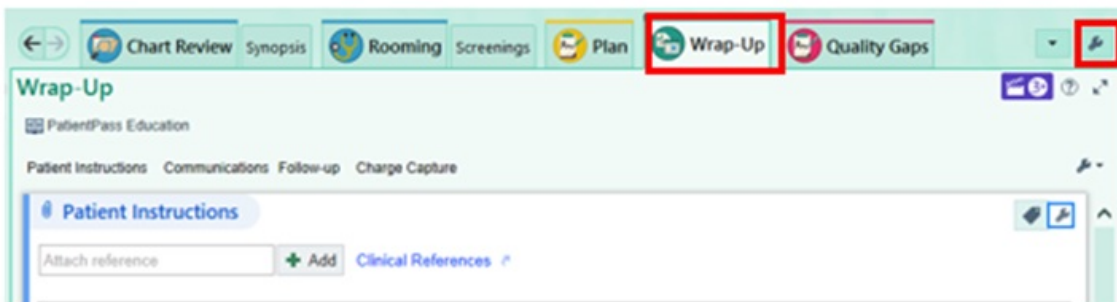 Chart Review Synopsis Rooming Screenings Plan Wrap-Up Quality Gaps
Wrap-Up
3+
PatientPass Education
Patient Instructions Communications Follow-up Charge Capture
Patient Instructions
Attach reference Add Clinical References